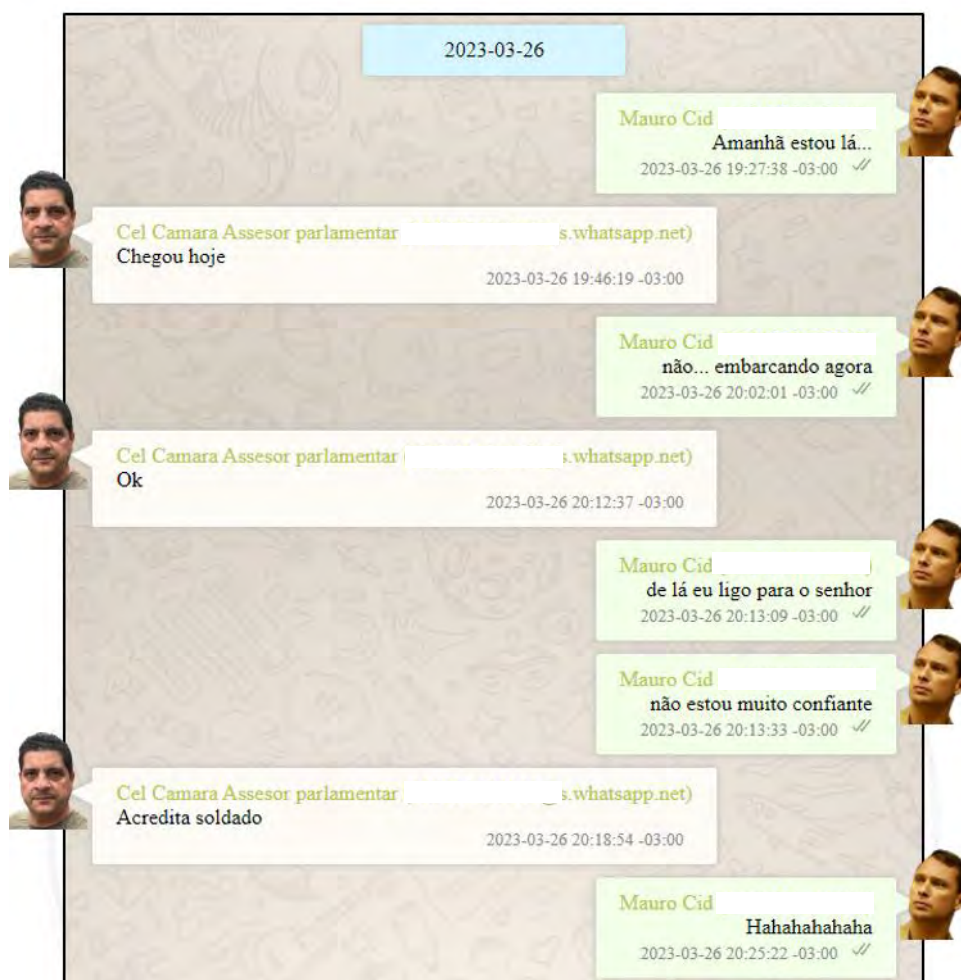 2023-03-26
Mauro Cid
Amanhã estou lá...
2023-03-26 19:27:38 -03:00
Cel Camara Assesor parlamentar s.whatsapp.net)
Chegou hoje
2023-03-26 19:46:19 -03:00
Mauro Cid
não... embarcando agora
2023-03-26 20:02:01 -03:00
Cel Camara Assesor parlamentar s.whatsapp.net)
Ok
2023-03-26 20:12:37 -03:00
Mauro Cid
de lá eu ligo para o senhor
2023-03-26 20:13:09 -03:00
Mauro Cid
não estou muito confiante
2023-03-26 20:13:33 -03:00
Cel Camara Assesor parlamentar s.whatsapp.net)
Acredita soldado
2023-03-26 20:18:54 -03:00
Mauro Cid
Hahahahahaha
2023-03-26 20:25:22 -03:00